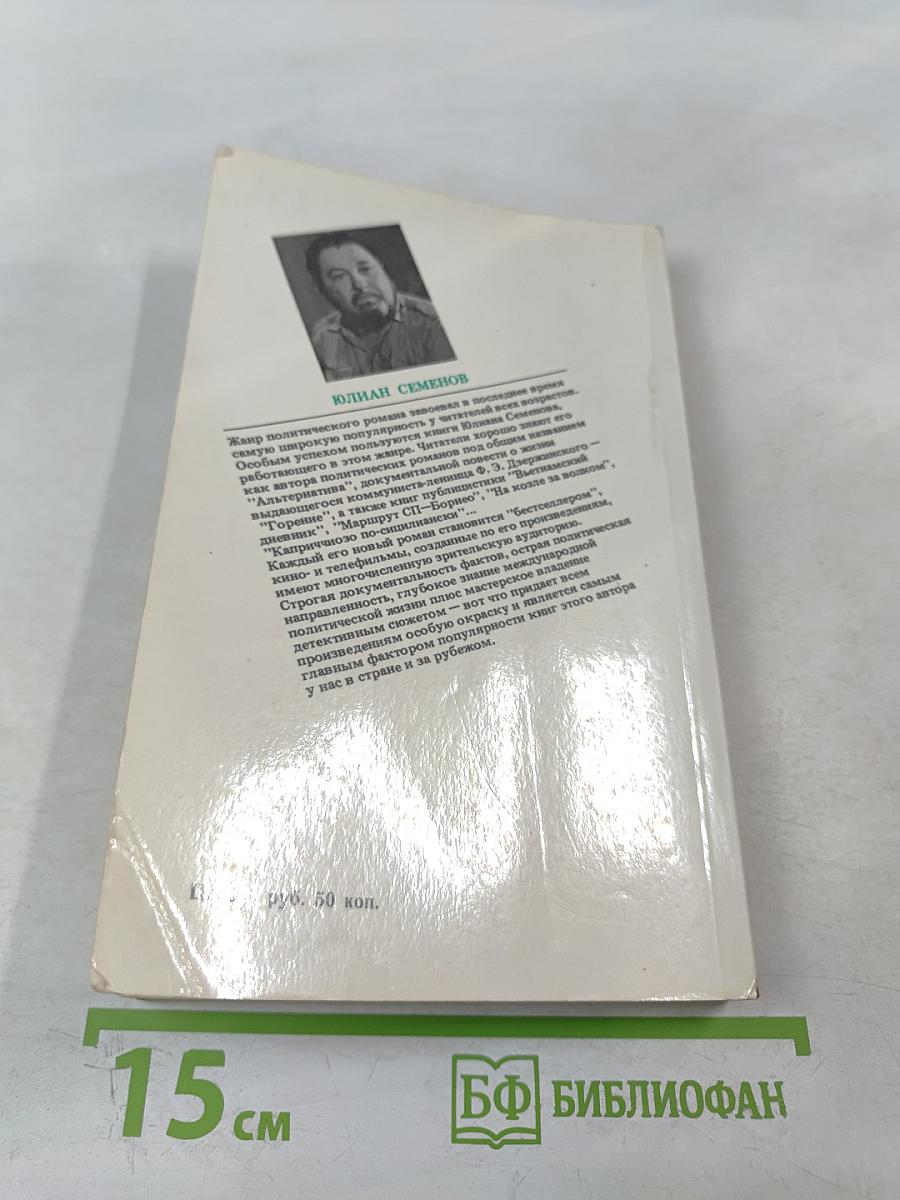 ЮЛИАН СЕМЕНОВ
Жанр политического романа завоевал в последнее время
самую широкую популярность у читателей всех возрастов.
Особым успехом пользуются книги Юлиана Семенова,
работающего в этом жанре. Читатели хорошо знают его
как автора политических романов под общим названием
"Альтернатива", документальной повести о жизни
выдающегося коммуниста-ленинца Ф. Э. Дзержинского —
"Горение", а также книг публицистики "Вьетнамский
дневник", "Маршрут СП—Борнео", "На козле за волком",
"Каприччиозо по-сицилиански"...
Каждый его новый роман становится "бестселлером",
кино- и телефильмы, созданные по его произведениям,
имеют многочисленную зрительскую аудиторию.
Строгая документальность фактов, острая политическая
направленность, глубокое знание международной
политической жизни плюс мастерское владение
детективным сюжетом — вот что придает всем
произведениям особую окраску и является самым
главным фактором популярности книг этого автора
у нас в стране и за рубежом.
руб. 50 коп.
15 см
БФ БИБЛИОФАН